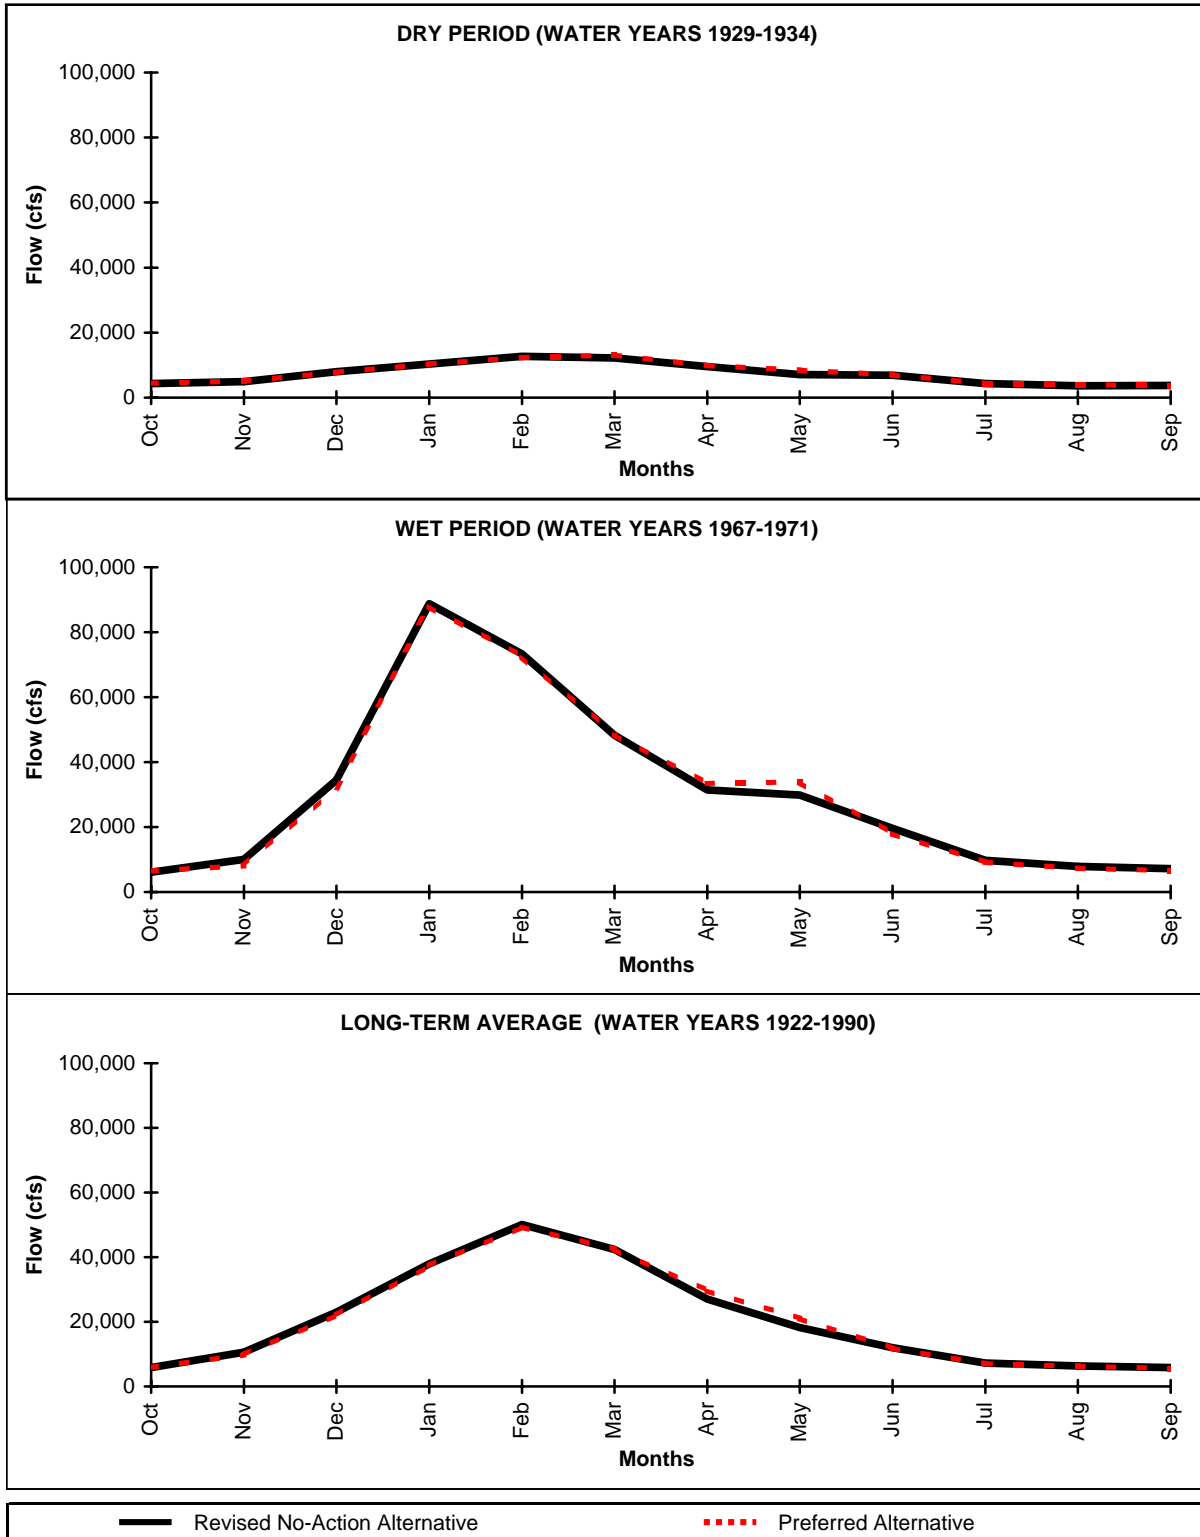 DRY PERIOD (WATER YEARS 1929-1934)
100,000
80,000
60,000
40,000
20,000
0
Flow (cfs)
Oct
Nov
Dec
Jan
Feb
Mar
Apr
May
Jun
Jul
Aug
Sep
Months
WET PERIOD (WATER YEARS 1967-1971)
100,000
80,000
60,000
40,000
20,000
0
Flow (cfs)
Oct
Nov
Dec
Jan
Feb
Mar
Apr
May
Jun
Jul
Aug
Sep
Months
LONG-TERM AVERAGE (WATER YEARS 1922-1990)
100,000
80,000
60,000
40,000
20,000
0
Flow (cfs)
Oct
Nov
Dec
Jan
Feb
Mar
Apr
May
Jun
Jul
Aug
Sep
Months
Revised No-Action Alternative
Preferred Alternative